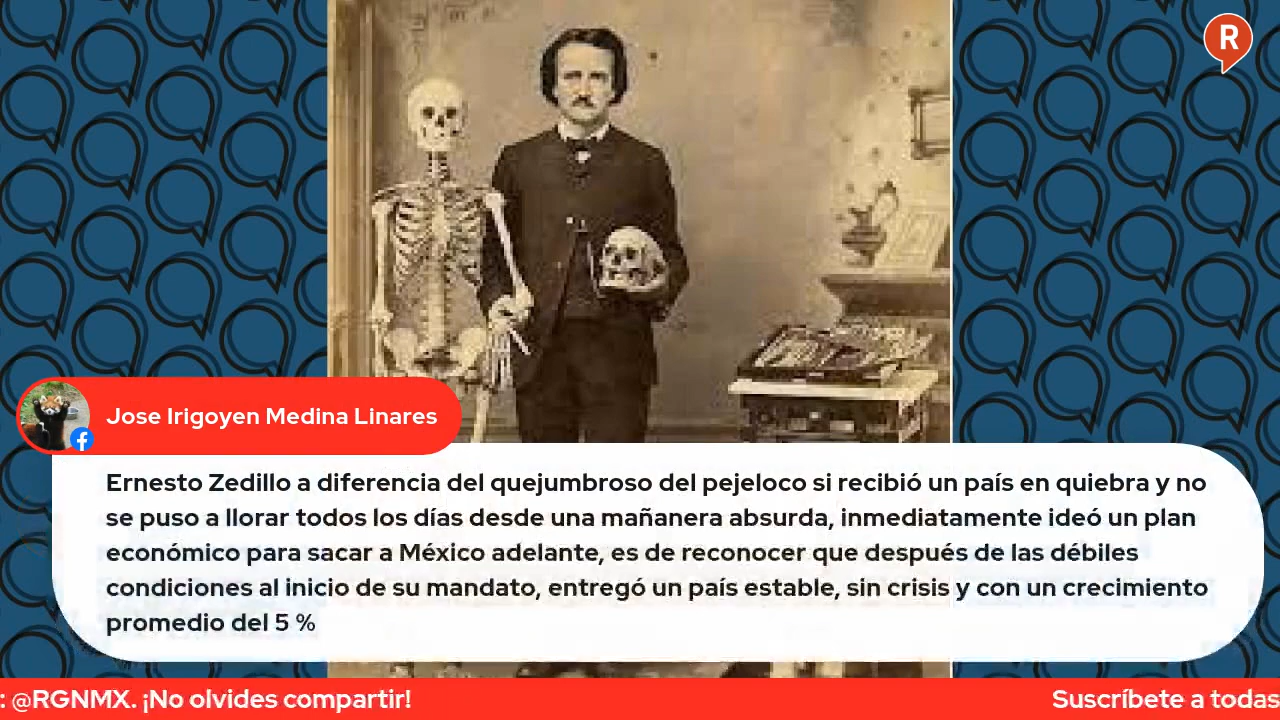 R
Jose Irigoyen Medina Linares
Ernesto Zedillo a diferencia del quejumbroso del pejeloco si recibió un país en quiebra y no
se puso a llorar todos los días desde una mañanera absurda, inmediatamente ideó un plan
económico para sacar a México adelante, es de reconocer que después de las débiles
condiciones al inicio de su mandato, entregó un país estable, sin crisis y con un crecimiento
promedio del 5 %
: @RGNMX. ¡No olvides compartir!
Suscríbete a todas